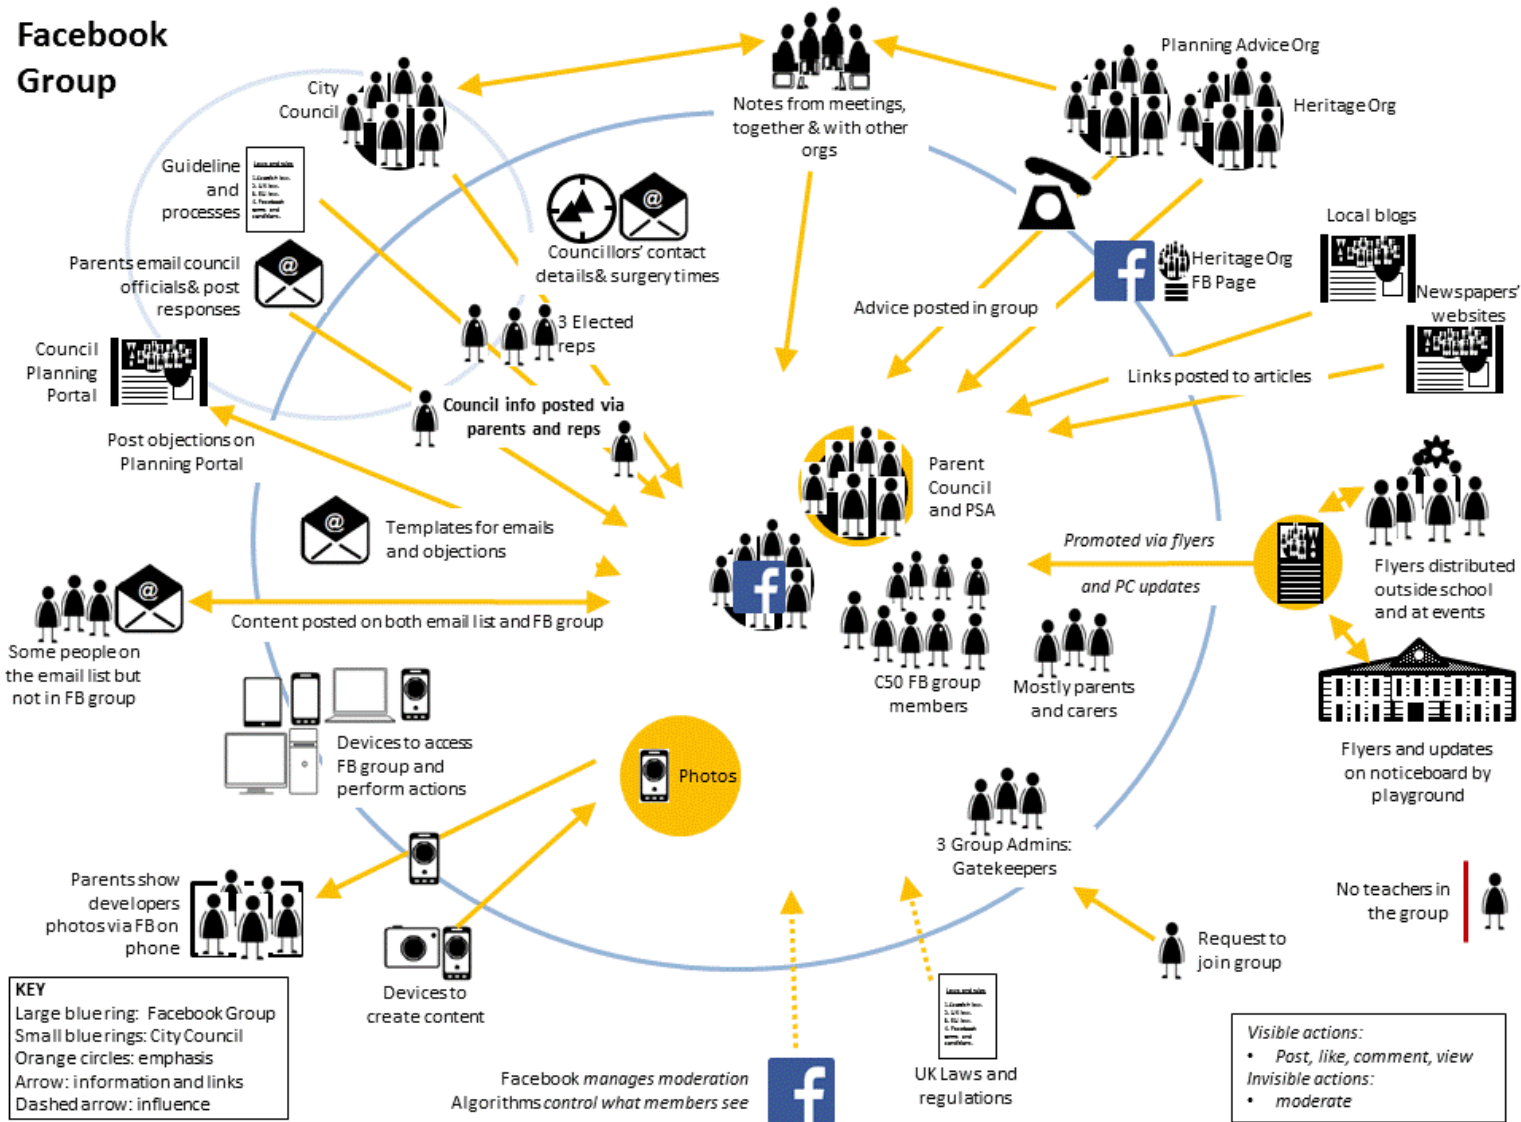 Facebook
Group
City
Council
Notes from meetings,
together & with other
orgs
Planning Advice Org
Heritage Org
Guideline
and
processes
Laws and rules
Councillors' contact
details & surgery times
Local blogs
Heritage Org
FB Page
Newspapers'
websites
Parents email council
officials & post
responses
@
@
Advice posted in group
3 Elected
reps
Council
Planning
Portal
Links posted to articles
Council info posted via
parents and reps
Post objections on
Planning Portal
Parent
Council
and PSA
@
Templates for emails
and objections
Promoted via flyers
and PC updates
Flyers distributed
outside school
and at events
@
Content posted on both email list and FB group
Some people on
the email list but
not in FB group
C50 FB group
members
Mostly parents
and carers
Devices to access
FB group and
perform actions
Photos
Flyers and updates
on noticeboard by
playground
3 Group Admins:
Gatekeepers
Parents show
developers
photos via FB on
phone
No teachers in
the group
Request to
join group
Devices to
create content
KEY
Large blue ring: Facebook Group
Small blue rings: City Council
Orange circles: emphasis
Arrow: information and links
Dashed arrow: influence
Laws and rules
Facebook manages moderation
Algorithms control what members see
UK Laws and
regulations
Visible actions:
• Post, like, comment, view
Invisible actions:
• moderate